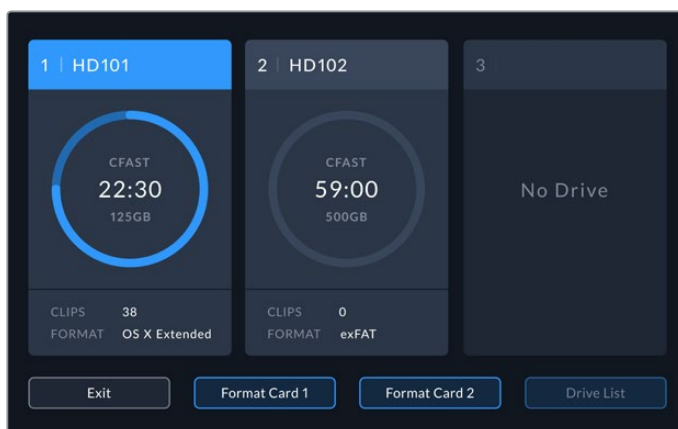 1 | HD101
CFAST
22:30
125GB
CLIPS 38
FORMAT OS X Extended
2 | HD102
CFAST
59:00
500GB
CLIPS 0
FORMAT exFAT
3
No Drive
Exit
Format Card 1
Format Card 2
Drive List